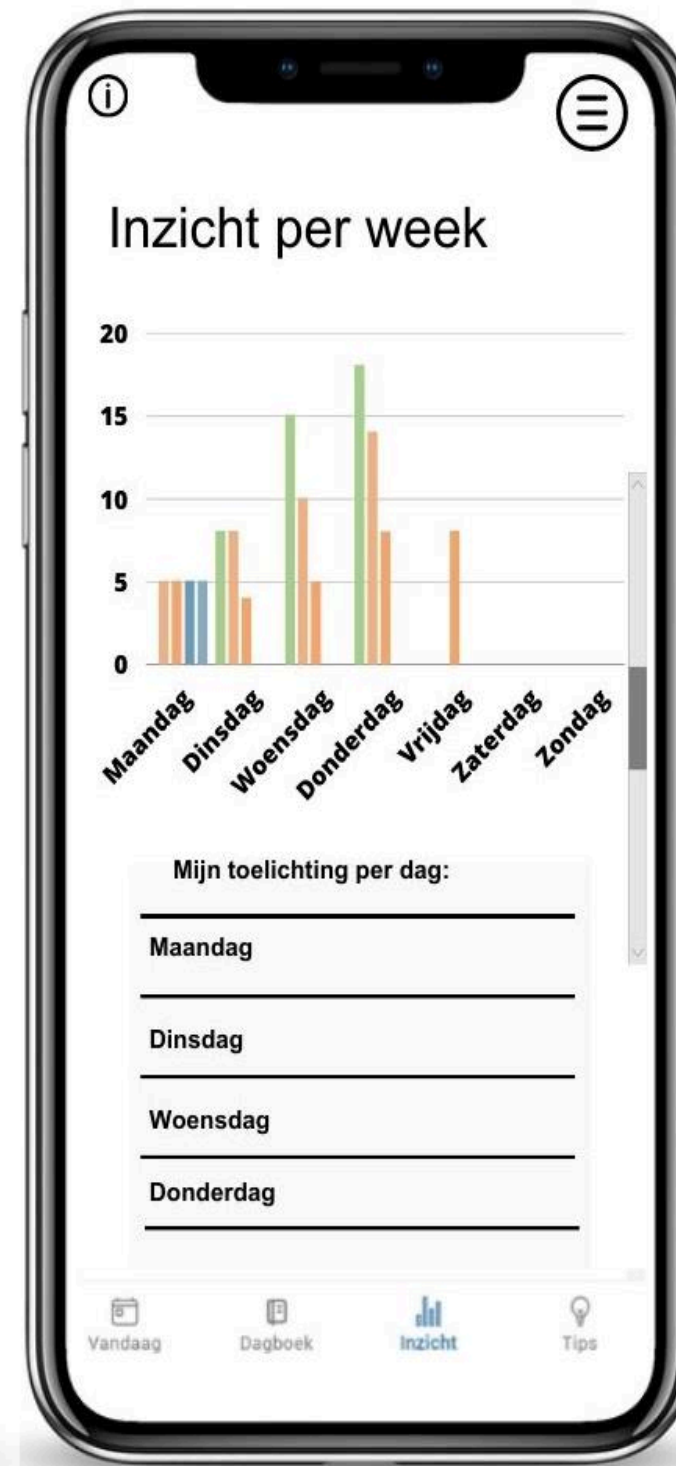 Inzicht per week
20
15
10
5
0
Maandag Dinsdag Woensdag Donderdag Vrijdag Zaterdag Zondag
Mijn toelichting per dag:
Maandag
Dinsdag
Woensdag
Donderdag
Vandaag Dagboek Inzicht Tips